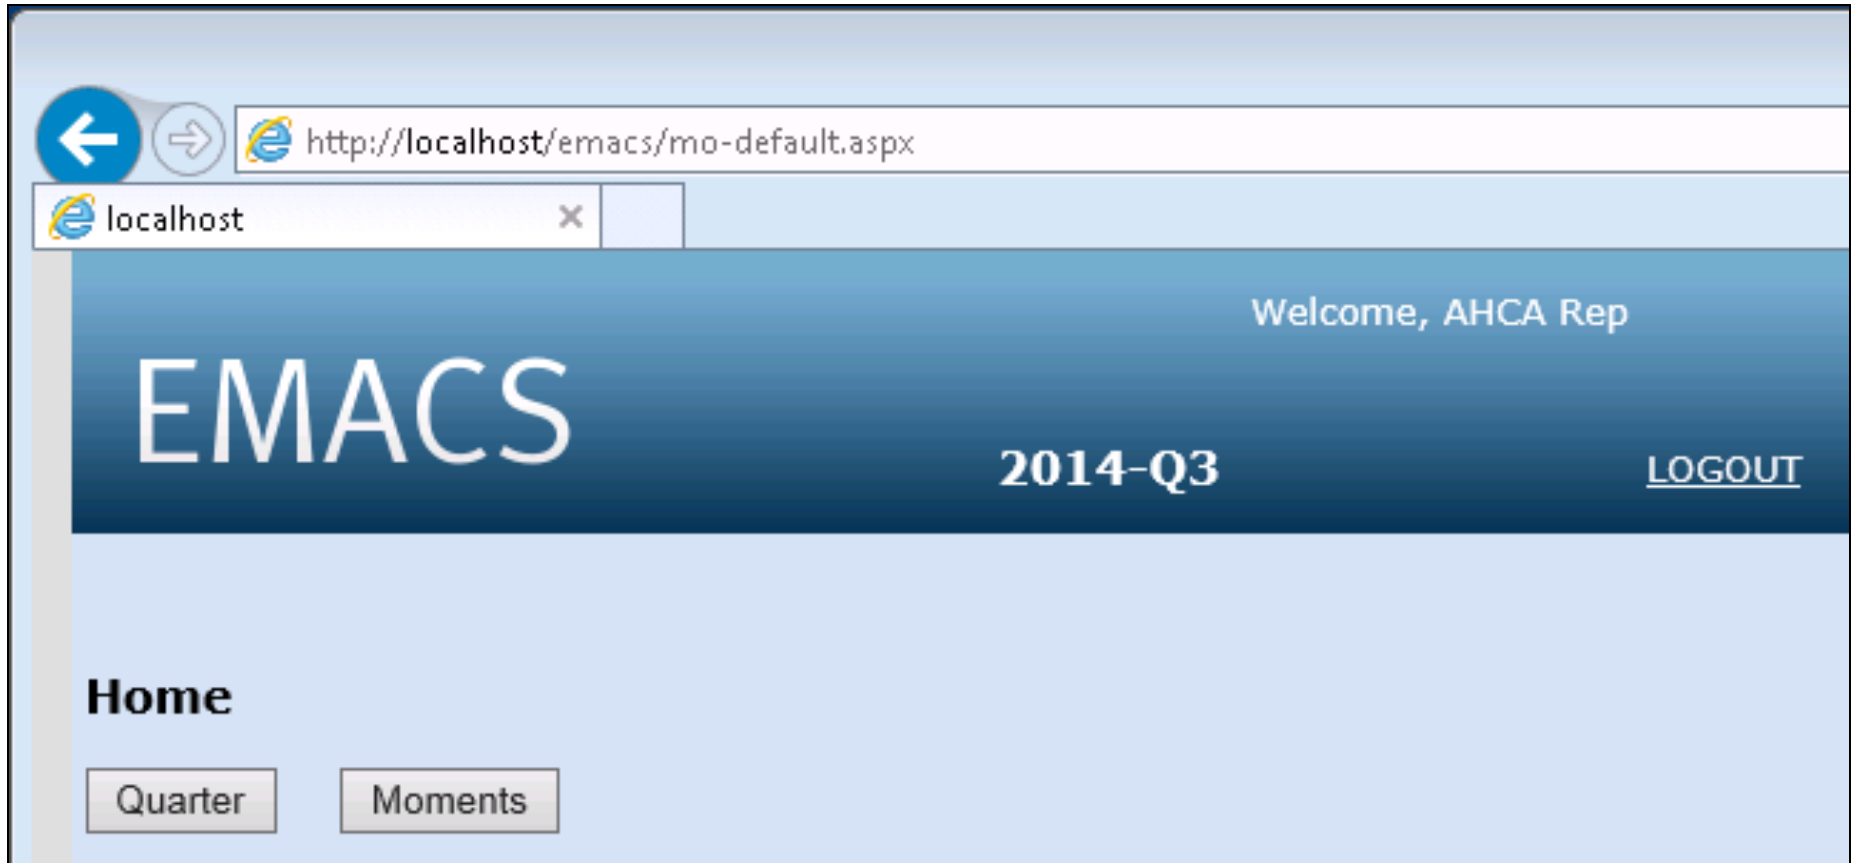 http://localhost/emacs/mo-default.aspx
localhost
Welcome, AHCA Rep
EMACS
2014-Q3
LOGOUT
Home
Quarter
Moments